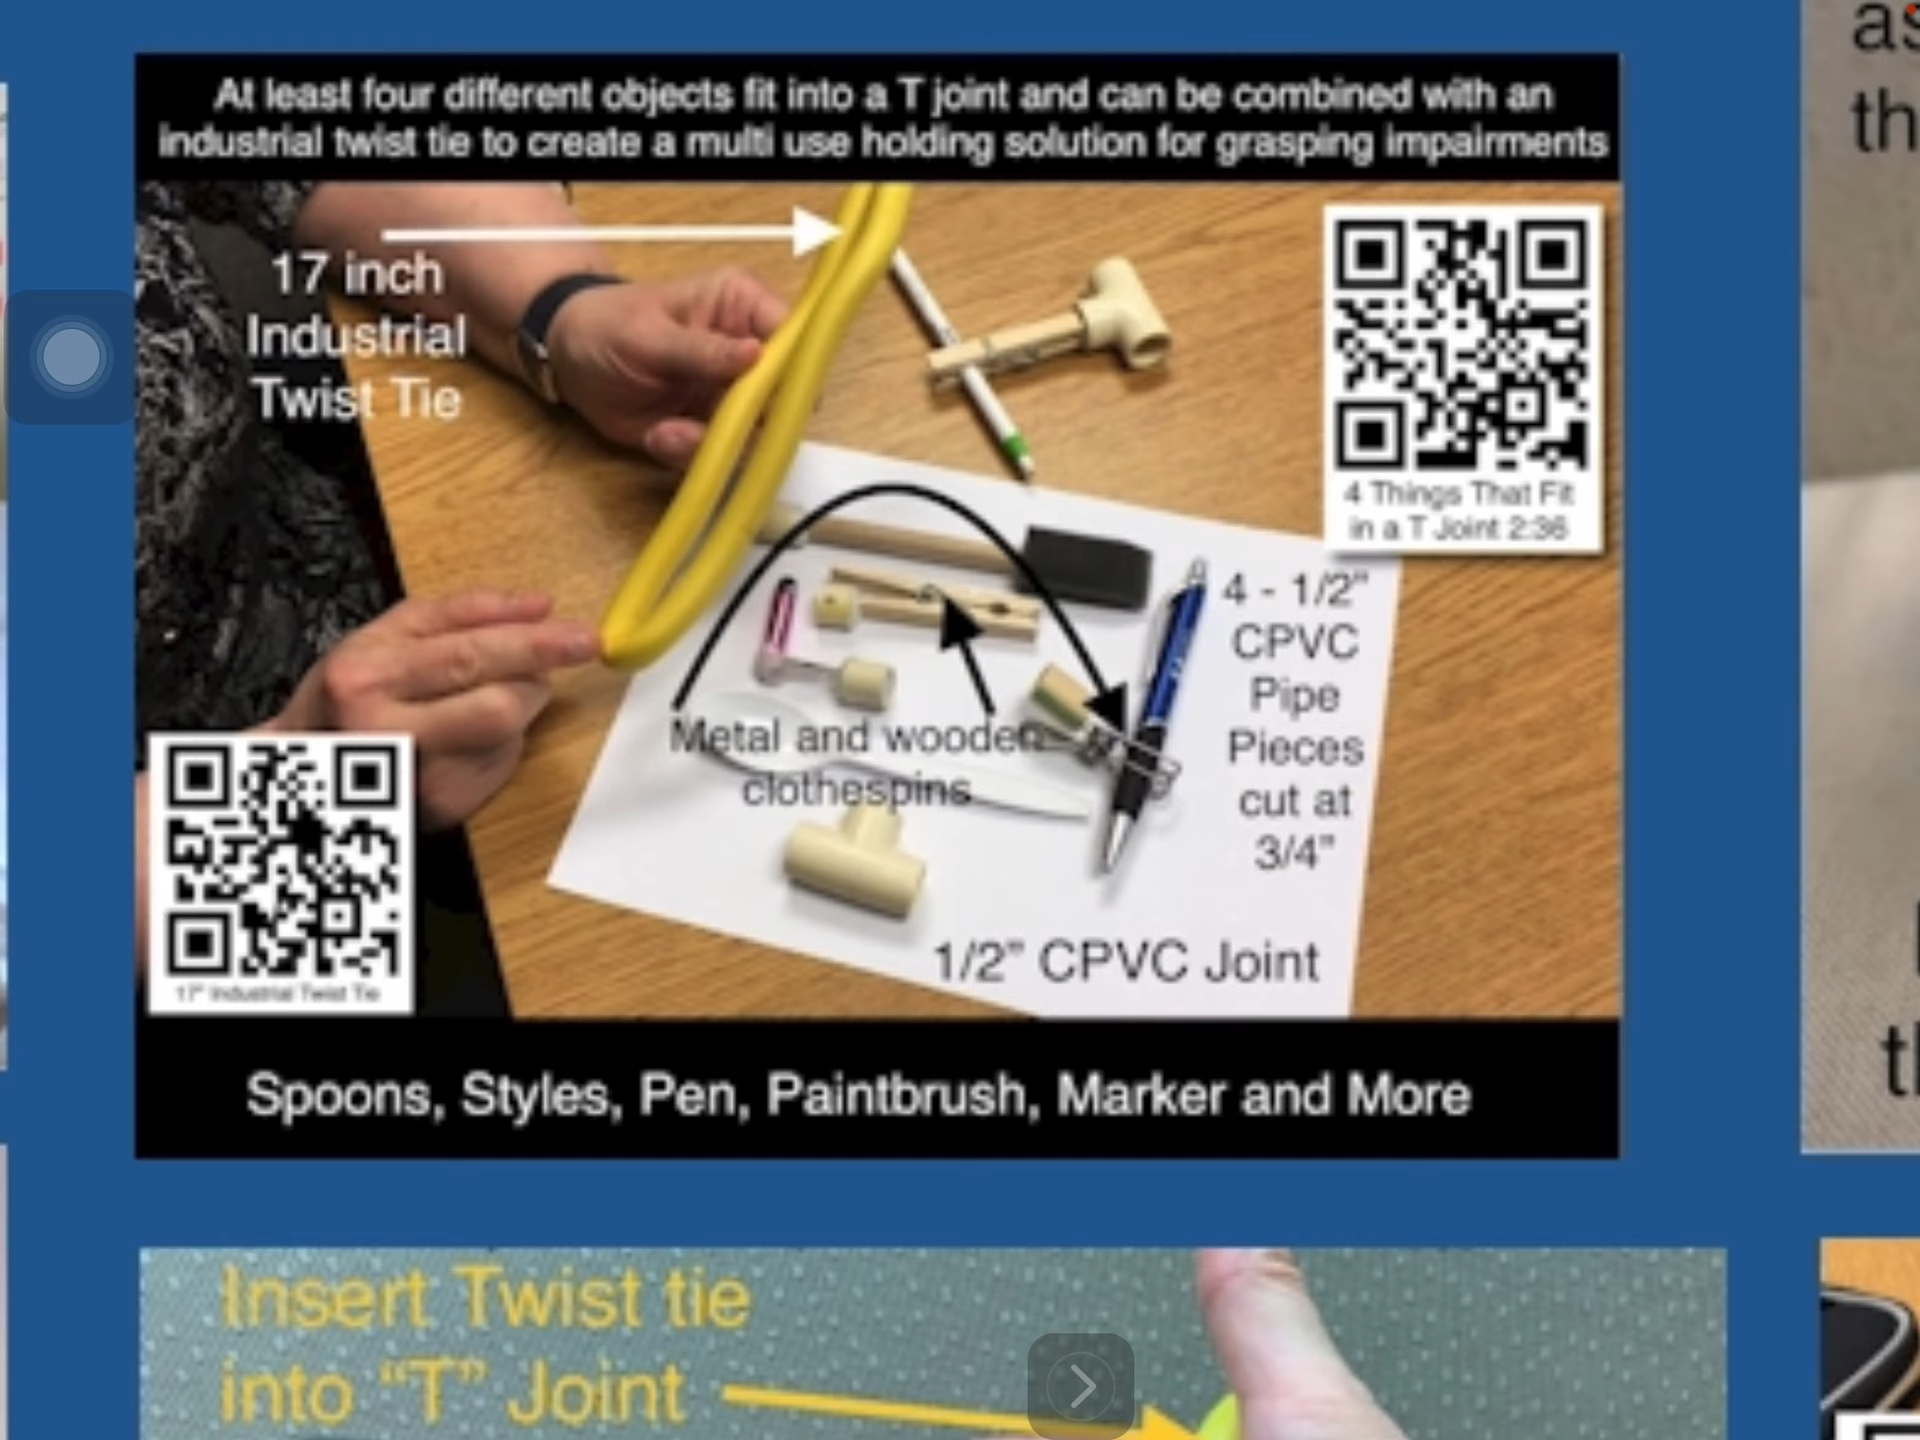 At least four different objects fit into a T joint and can be combined with an
industrial twist tie to create a multi use holding solution for grasping impairments
17 inch
Industrial
Twist Tie
4 Things That Fit
in a T Joint 2:36
4 - 1/2"
CPVC
Pipe
Pieces
cut at
3/4"
Metal and wooden
clothespins
17" Industrial Twist Tie
1/2" CPVC Joint
Spoons, Styles, Pen, Paintbrush, Marker and More
Insert Twist tie
into “T” Joint
as
th
th